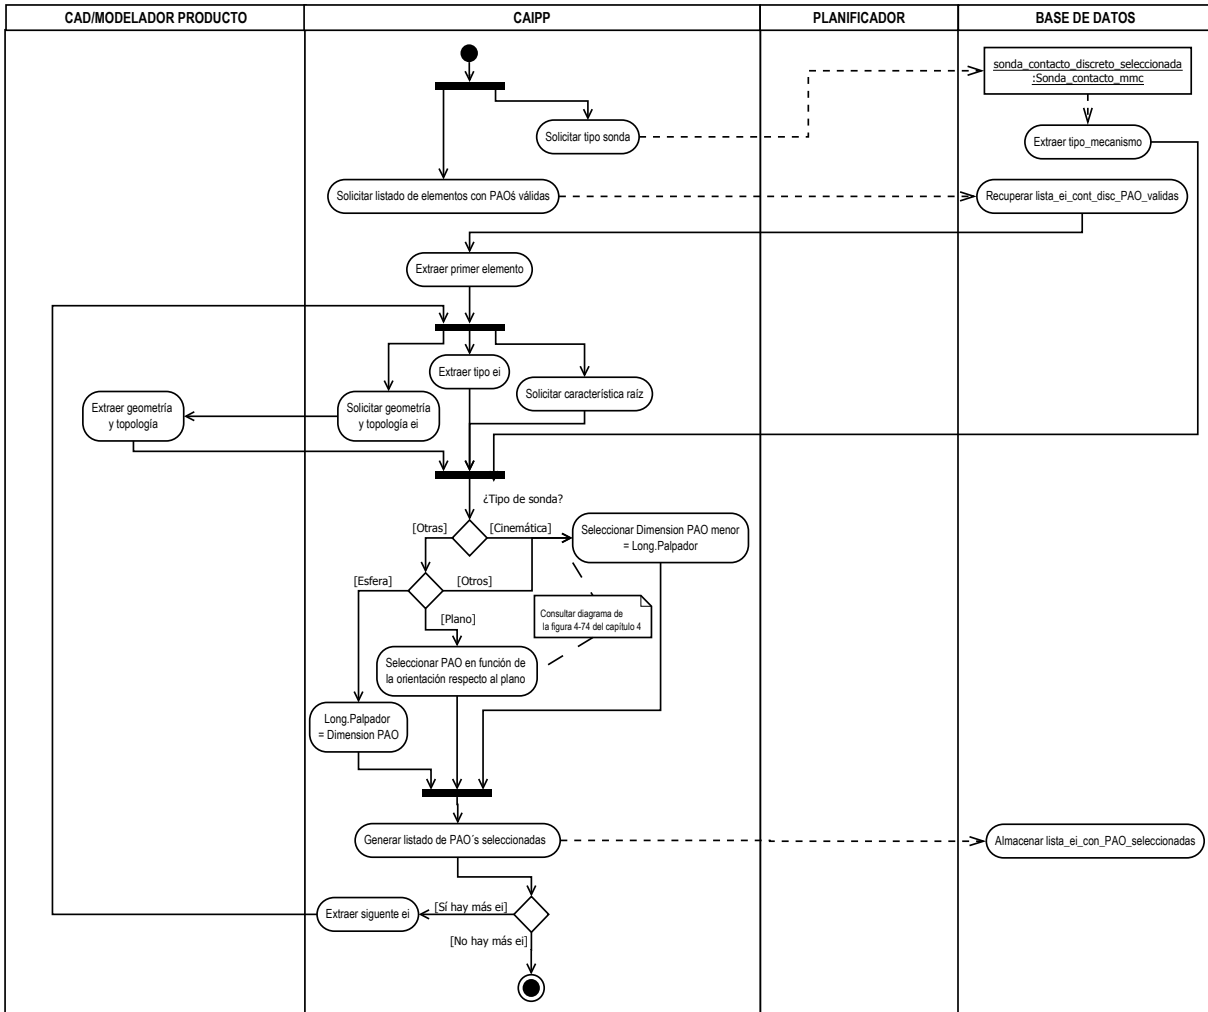 CAD/MODELADOR PRODUCTO
CAIPP
PLANIFICADOR
BASE DE DATOS
sonda_contacto_discreto_seleccionada
:Sonda_contacto_mmc
Solicitar tipo sonda
Extraer tipo_mecanismo
Solicitar listado de elementos con PAOś válidas
Recuperar lista_ei_cont_disc_PAO_validas
Extraer primer elemento
Extraer tipo ei
Solicitar característica raíz
Extraer geometría
y topología
Solicitar geometría
y topología ei
¿Tipo de sonda?
[Otras]
[Cinemática]
Seleccionar Dimension PAO menor
= Long.Palpador
[Esfera]
[Otros]
Consultar diagrama de
la figura 4-74 del capítulo 4
[Plano]
Seleccionar PAO en función de
la orientación respecto al plano
Long.Palpador
= Dimension PAO
Generar listado de PAO´s seleccionadas
Almacenar lista_ei_con_PAO_seleccionadas
Extraer siguente ei
[Sí hay más ei]
[No hay más ei]